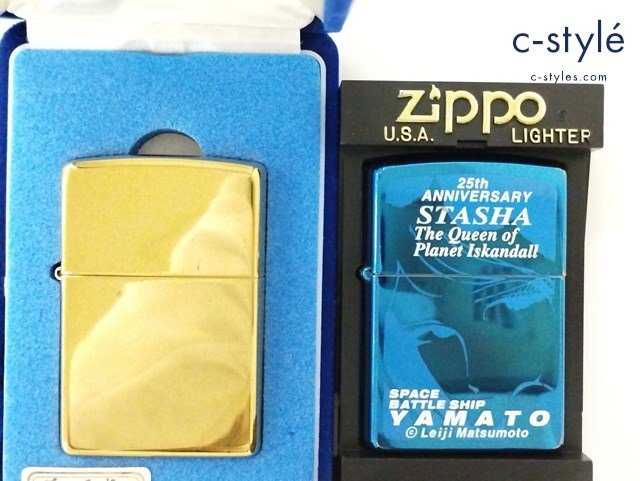 c-stylé
c-styles.com
Zippo
U.S.A. LIGHTER
25th
ANNIVERSARY
STASHA
The Queen of
Planet Iskandall
SPACE
BATTLE SHIP
YAMATO
© Leiji Matsumoto